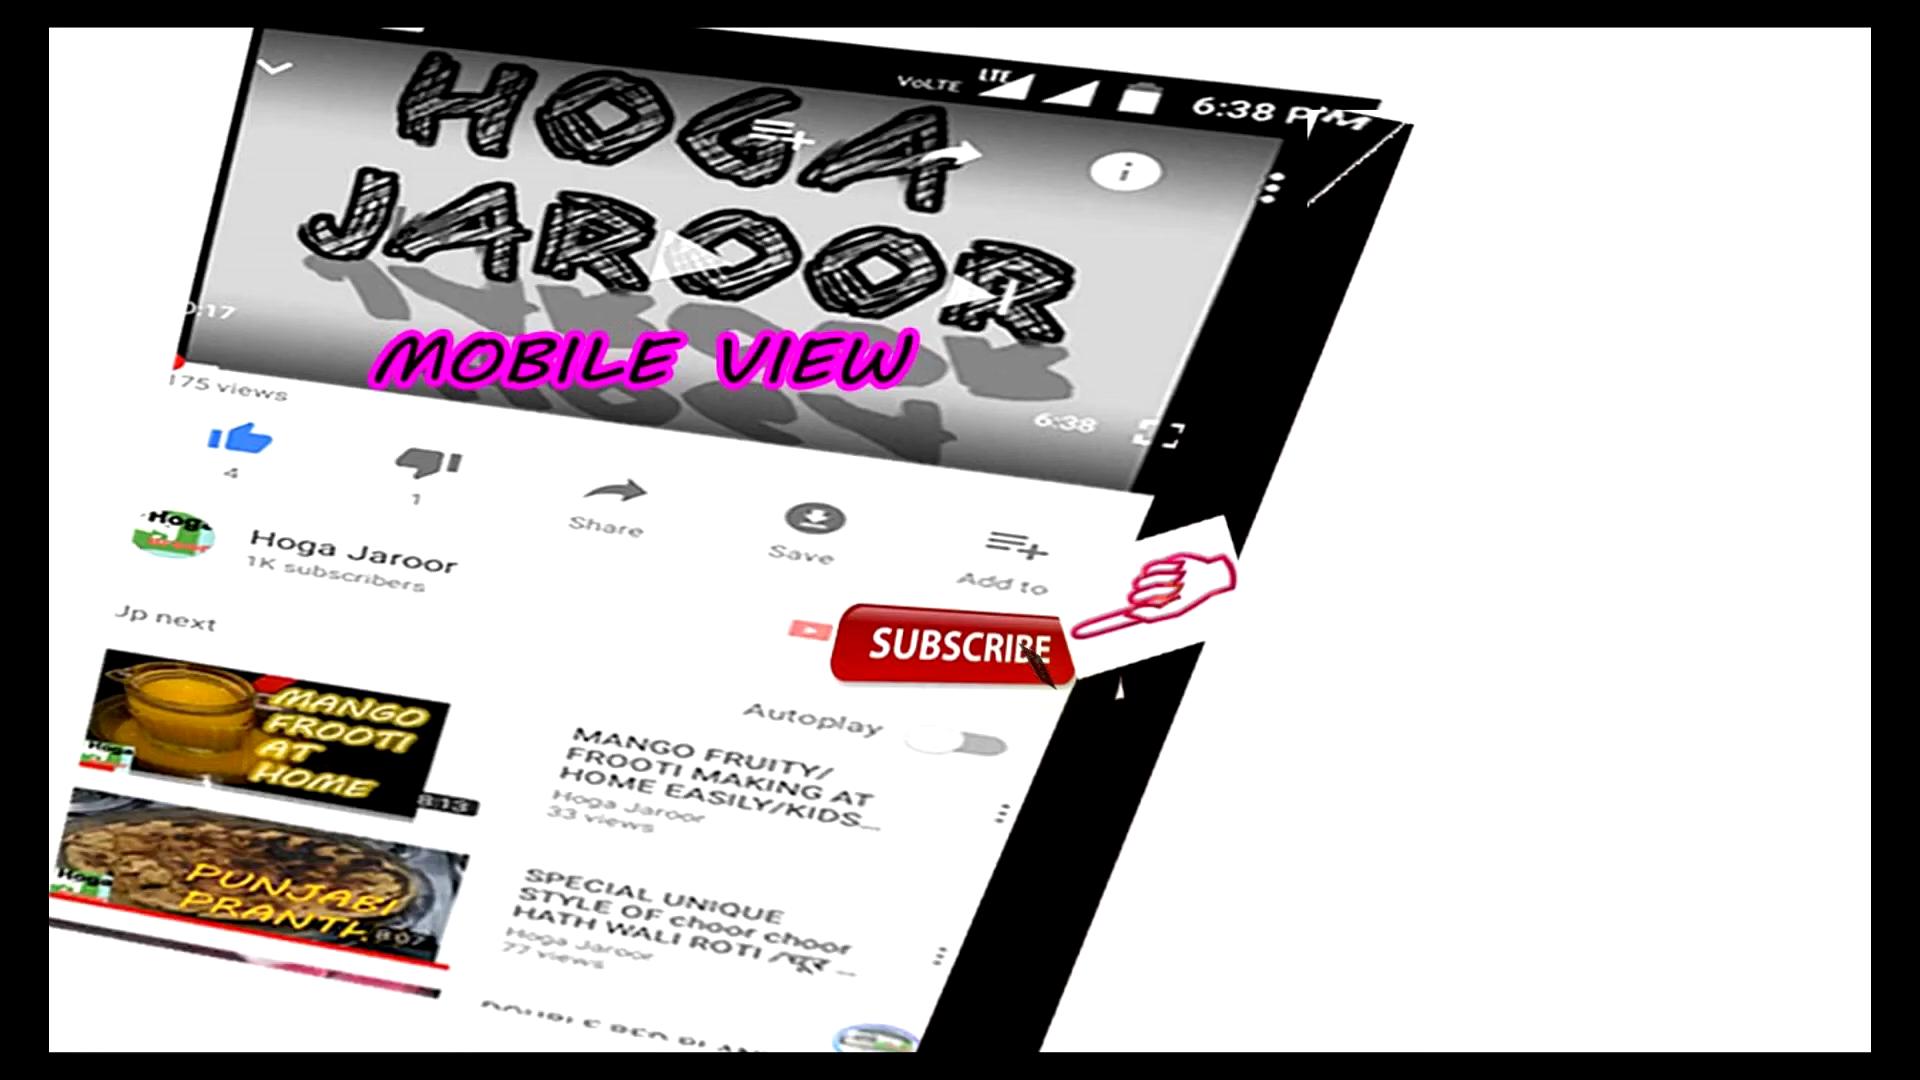 VoLTE LTE 6:38 PM
HOGA
JAROOR
0:17
MOBILE VIEW
6:38
175 views
4
1
Share
Save
Add to
Hoga Jaroor
1K subscribers
Jp next
SUBSCRIBE
Autoplay
MANGO
FROOTI
AT
HOME
8:13
MANGO FRUITY/
FROOTI MAKING AT
HOME EASILY/KIDS...
Hoga Jaroor
33 views
PUNJABI
8:07
SPECIAL UNIQUE
STYLE OF choor choor
HATH WALI ROTI /चूर ...
Hoga Jaroor
77 views